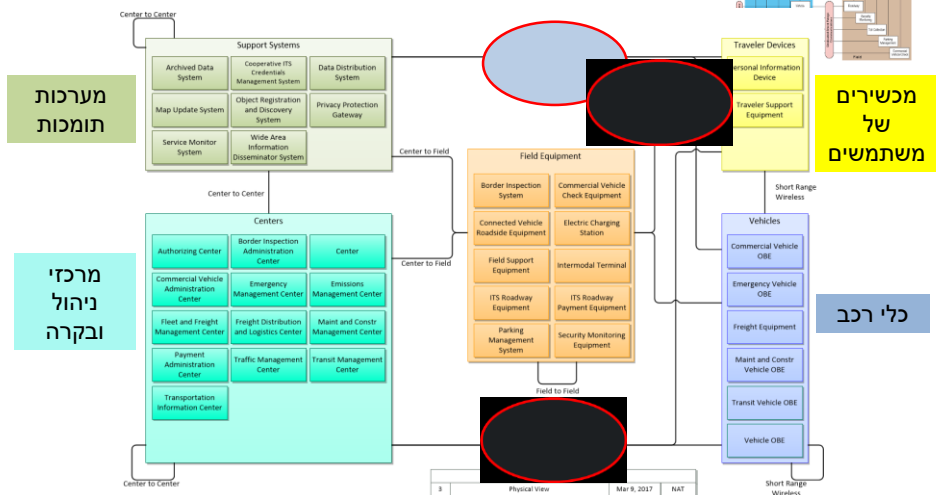 Center to Center
Support Systems
Archived Data
System
Cooperative ITS
Credentials
Management System
Data Distribution
System
Map Update System
Object Registration
and Discovery
System
Privacy Protection
Gateway
Service Monitor
System
Wide Area
Information
Disseminator System
מערכות
תומכות
Traveler Devices
Personal Information
Device
Traveler Support
Equipment
מכשירים
של
משתמשים
Center to Field
Center to Center
Field Equipment
Border Inspection
System
Commercial Vehicle
Check Equipment
Connected Vehicle
Roadside Equipment
Electric Charging
Station
Field Support
Equipment
Intermodal Terminal
ITS Roadway
Equipment
ITS Roadway
Payment Equipment
Parking
Management
System
Security Monitoring
Equipment
Field to Field
Short Range
Wireless
Centers
Authorizing Center
Border Inspection
Administration
Center
Center
Commercial Vehicle
Administration
Center
Emergency
Management Center
Emissions
Management Center
Fleet and Freight
Management Center
Freight Distribution
and Logistics Center
Maint and Constr
Management Center
Payment
Administration
Center
Traffic Management
Center
Transit Management
Center
Transportation
Information Center
Center to Field
מרכזי
ניהול
ובקרה
Vehicles
Commercial Vehicle
OBE
Emergency Vehicle
OBE
Freight Equipment
Maint and Constr
Vehicle OBE
Transit Vehicle OBE
Vehicle OBE
כלי רכב
Center to Center
Short Range
Wireless
3 Physical View Mar 9, 2017 NAT